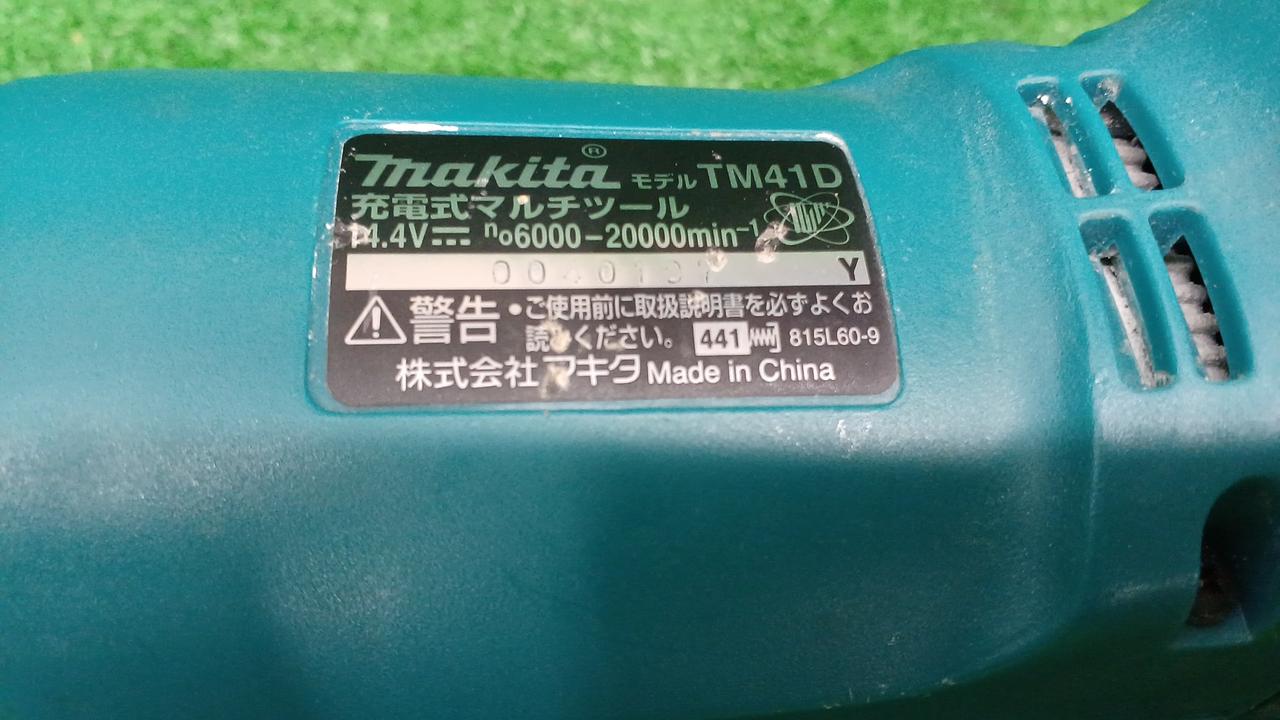 makita® モデル TM41D
充電式マルチツール
14.4V⎓ n₀6000-20000min⁻¹
Y
⚠警告 ●ご使用前に取扱説明書を必ずよくお
読みください。 441 815L60-9
株式会社マキタ Made in China